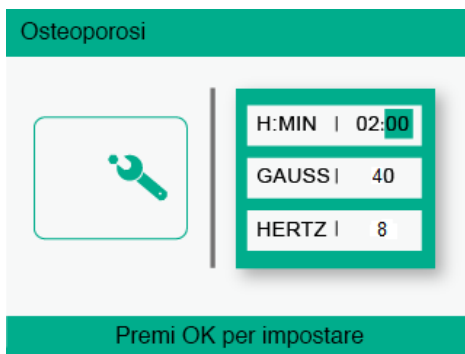 Osteoporosi
H:MIN | 02:00
GAUSS | 40
HERTZ | 8
Premi OK per impostare